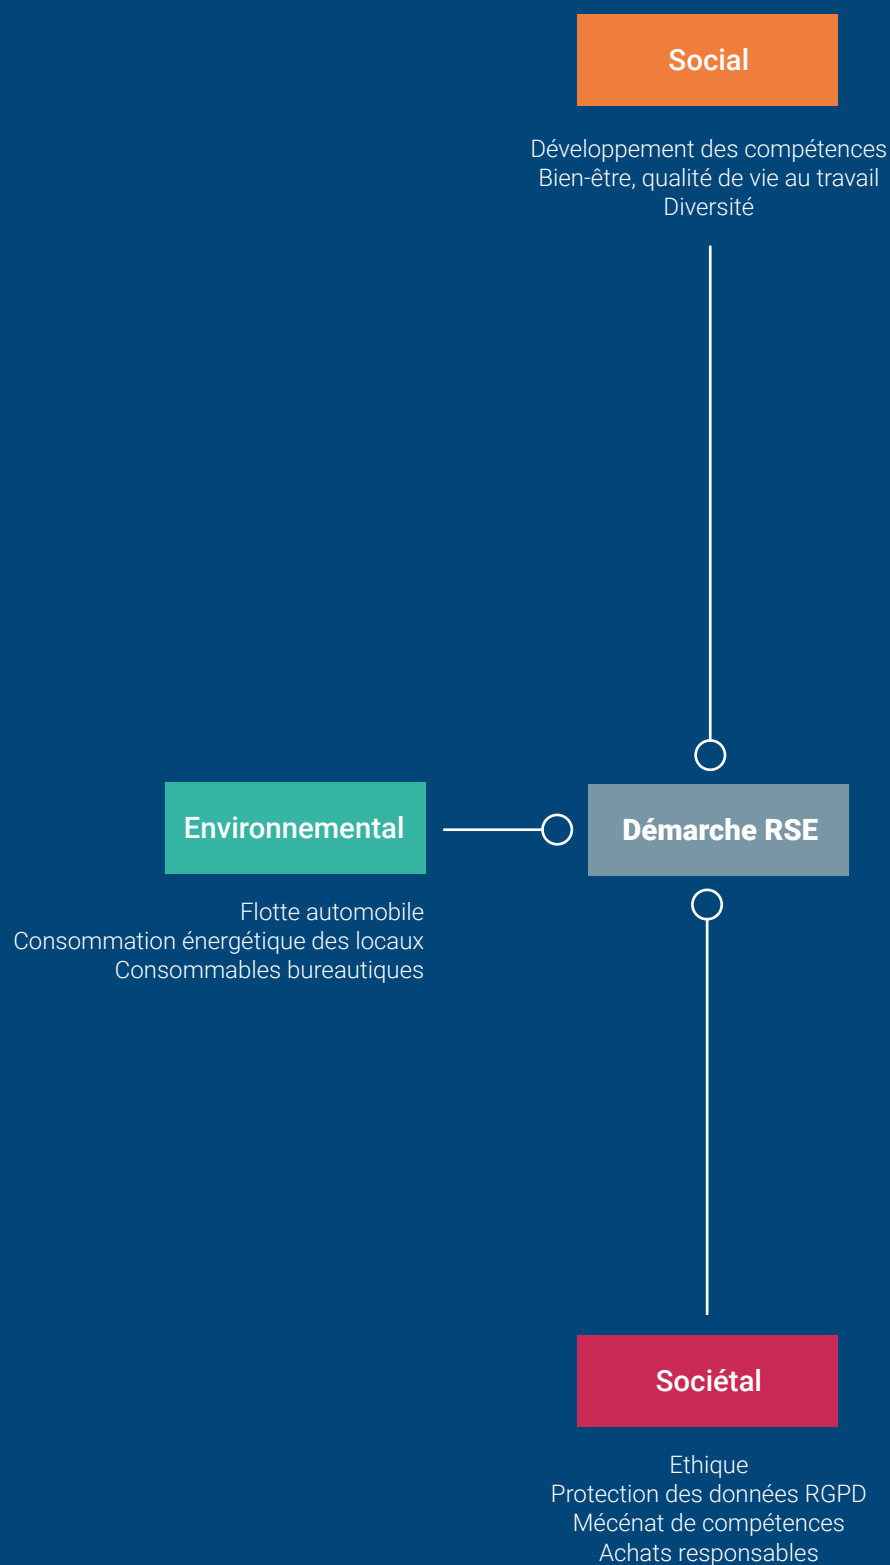 Social
Développement des compétences
Bien-être, qualité de vie au travail
Diversité
Environnemental
Flotte automobile
Consommation énergétique des locaux
Consommables bureautiques
Démarche RSE
Sociétal
Ethique
Protection des données RGPD
Mécénat de compétences
Achats responsables